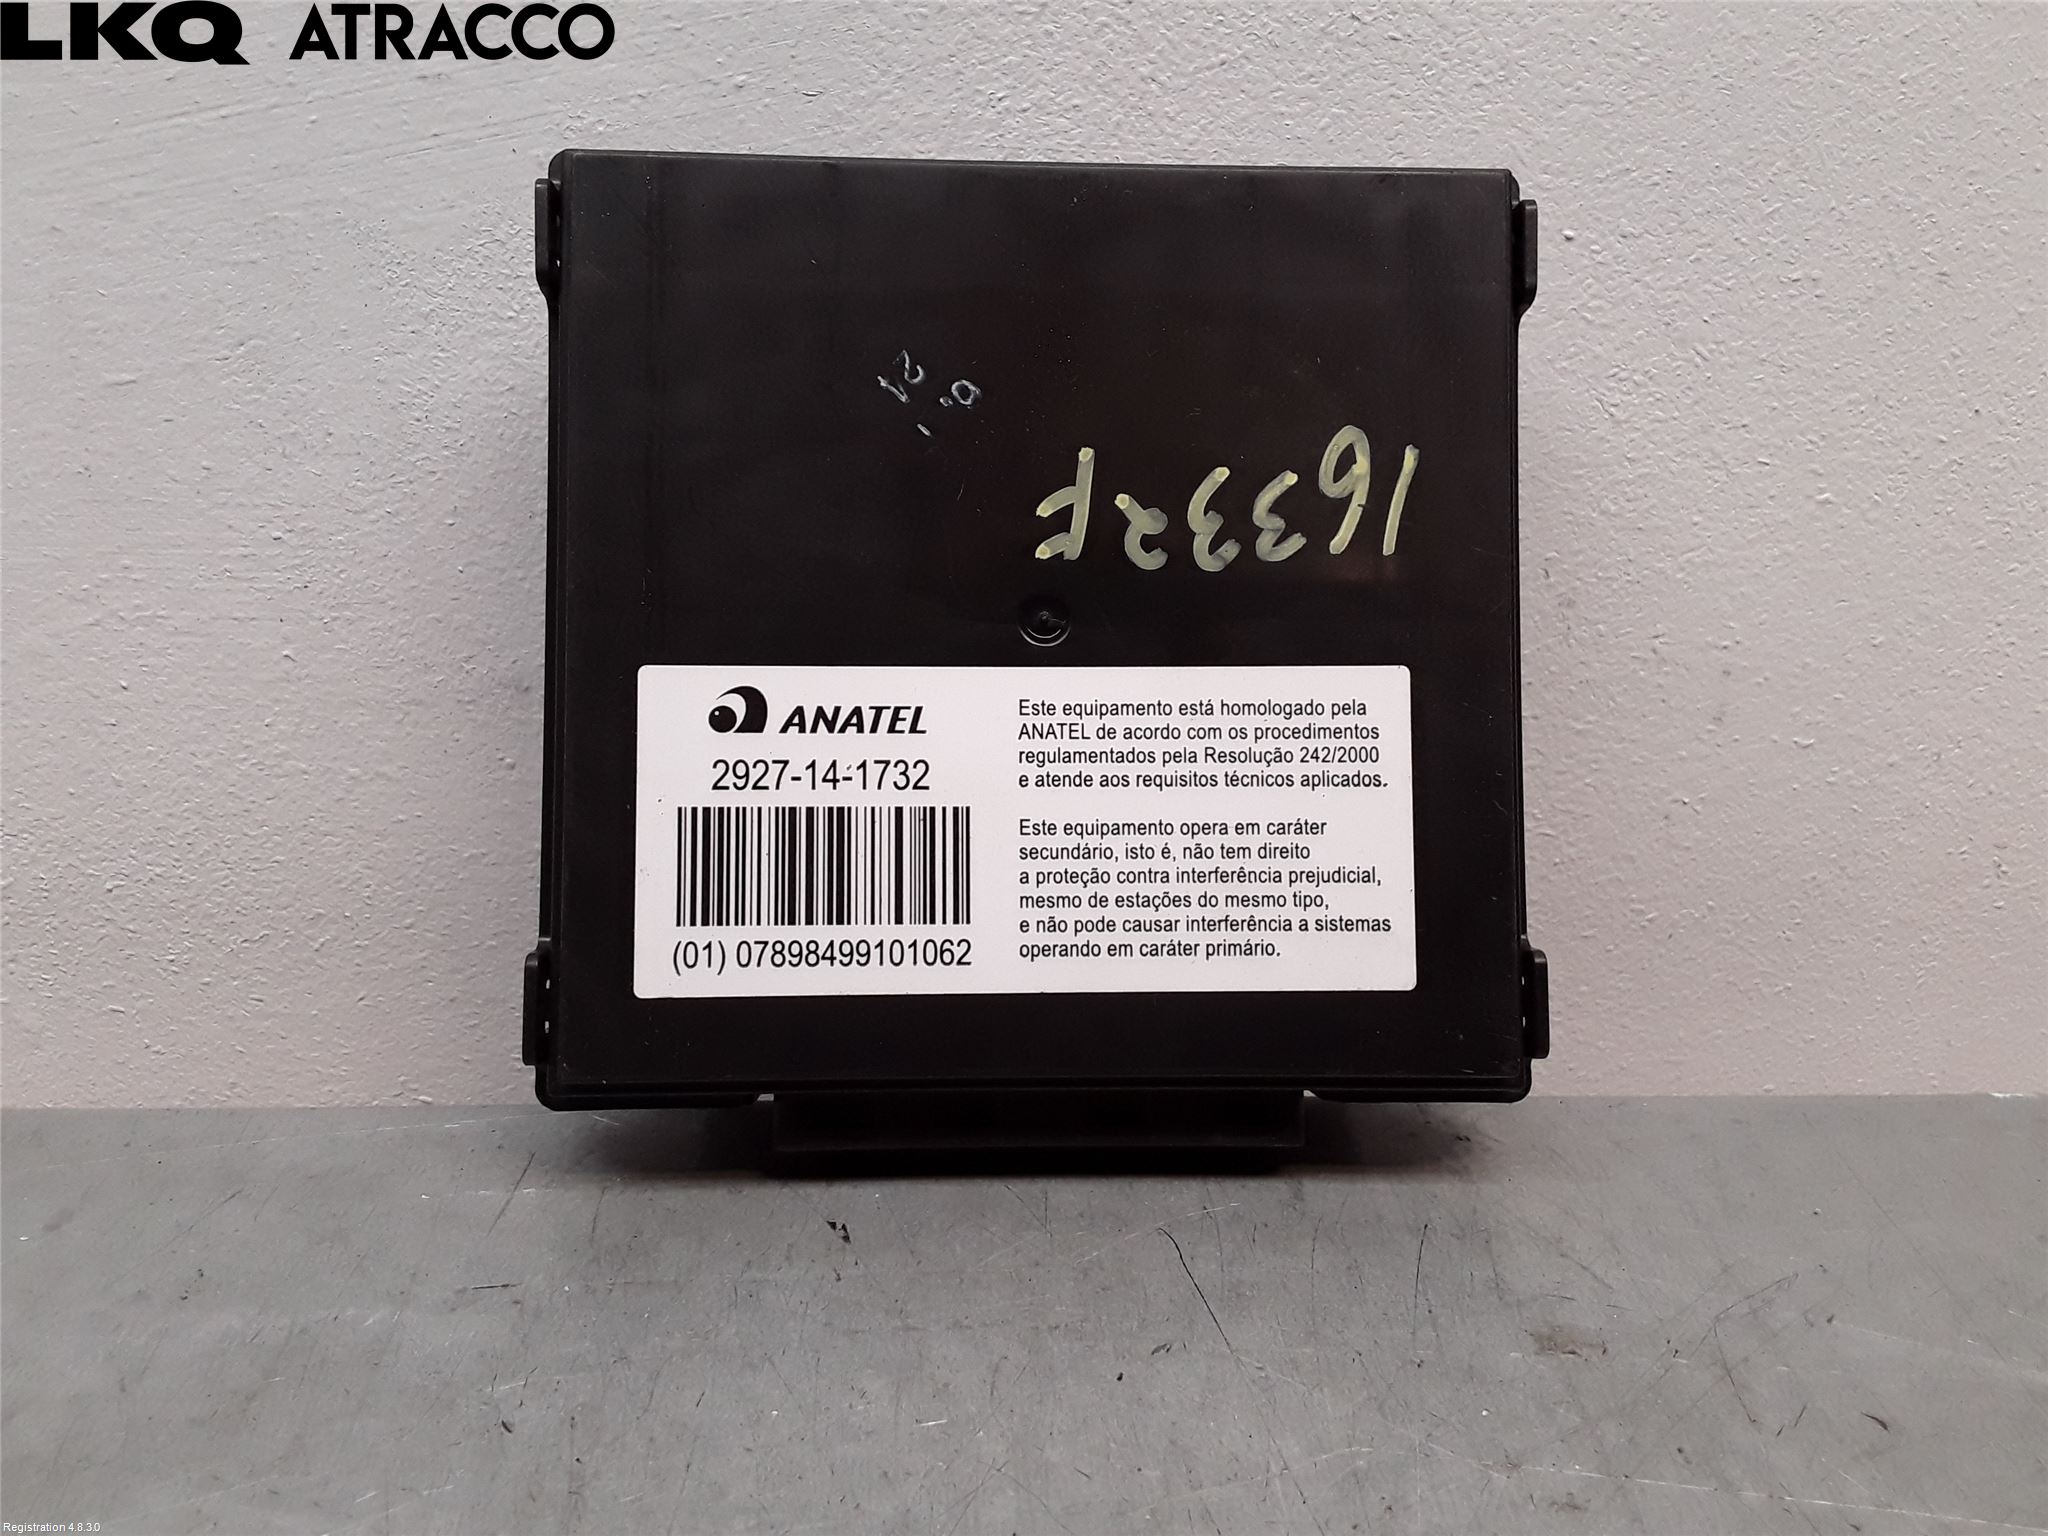 LKQ ATRACCO
1633RF
ANATEL
2927-14-1732
(01) 07898499101062
Este equipamento está homologado pela
ANATEL de acordo com os procedimentos
regulamentados pela Resolução 242/2000
e atende aos requisitos técnicos aplicados.
Este equipamento opera em caráter
secundário, isto é, não tem direito
a proteção contra interferência prejudicial,
mesmo de estações do mesmo tipo,
e não pode causar interferência a sistemas
operando em caráter primário.
Registration 4.8.3.0